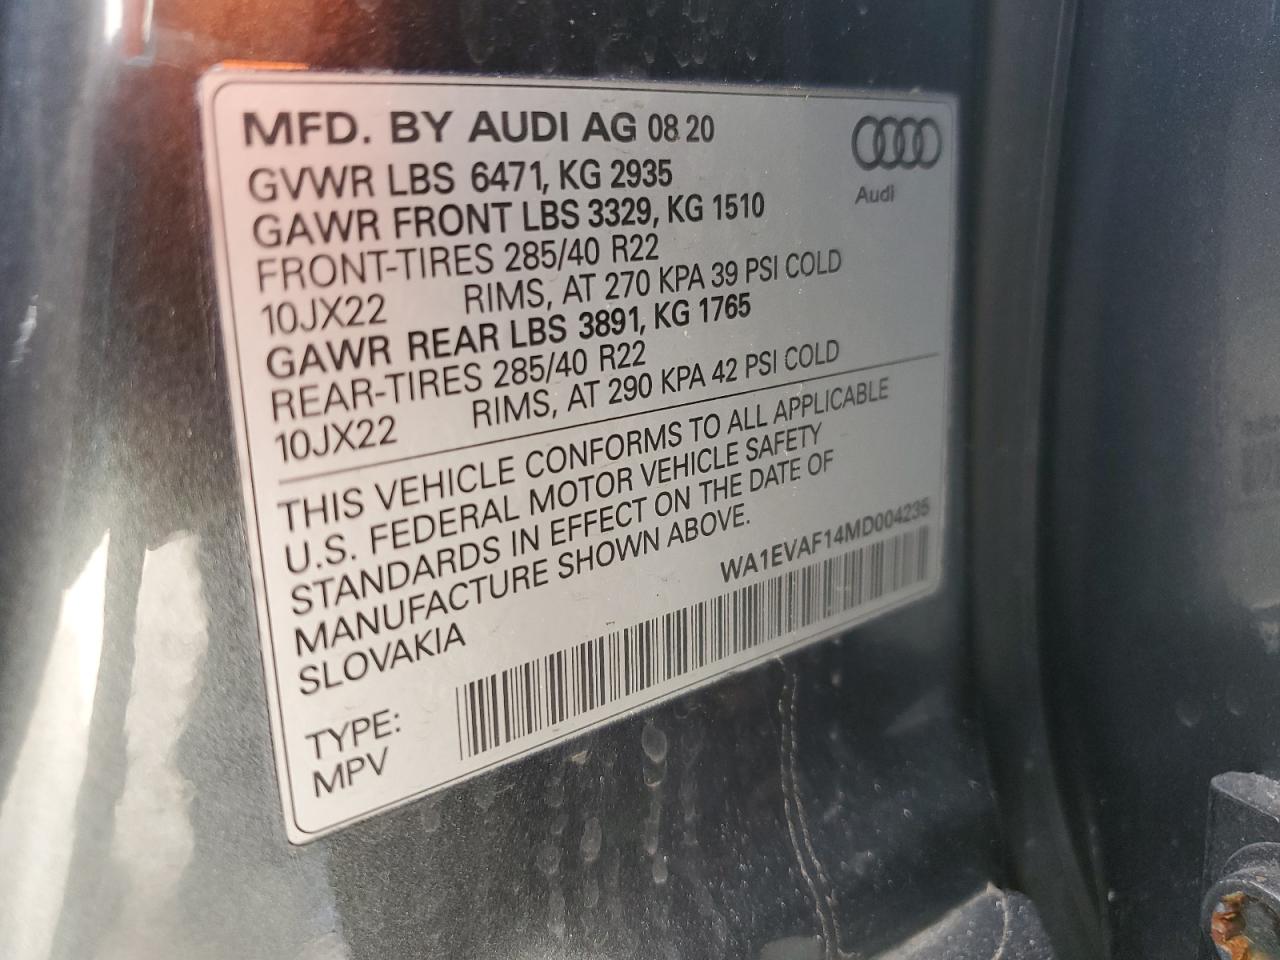 MFD. BY AUDI AG 08 20
GVWR LBS 6471, KG 2935
GAWR FRONT LBS 3329, KG 1510
FRONT-TIRES 285/40 R22
10JX22 RIMS, AT 270 KPA 39 PSI COLD
GAWR REAR LBS 3891, KG 1765
REAR-TIRES 285/40 R22
10JX22 RIMS, AT 290 KPA 42 PSI COLD
Audi
THIS VEHICLE CONFORMS TO ALL APPLICABLE
U.S. FEDERAL MOTOR VEHICLE SAFETY
STANDARDS IN EFFECT ON THE DATE OF
MANUFACTURE SHOWN ABOVE.
SLOVAKIA
WA1EVAF14MD004235
TYPE:
MPV